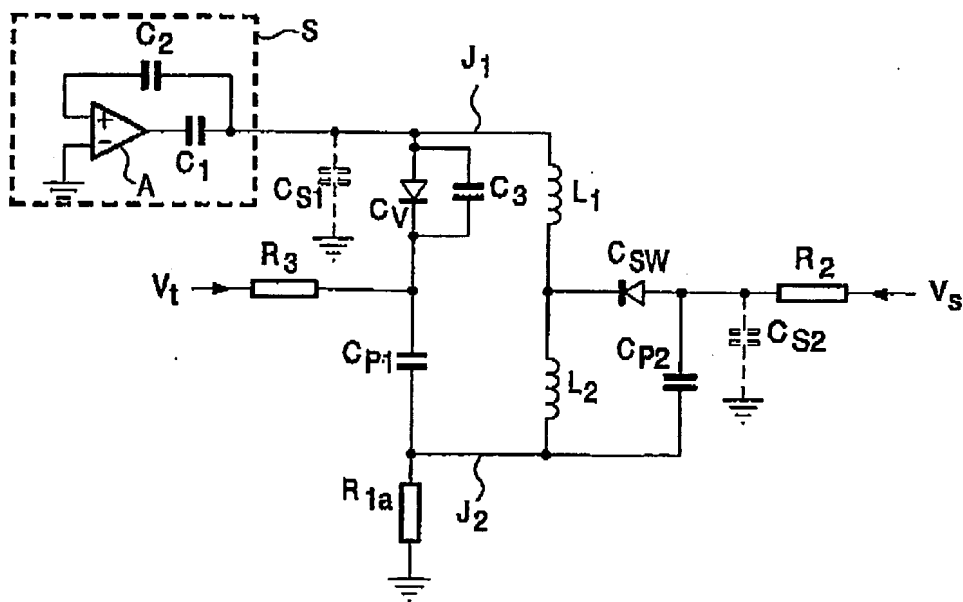 C2
S
+
-
A
C1
J1
CS1
CV
C3
L1
R3
Vt
CSW
R2
Vs
CP1
L2
CP2
CS2
R1a
J2